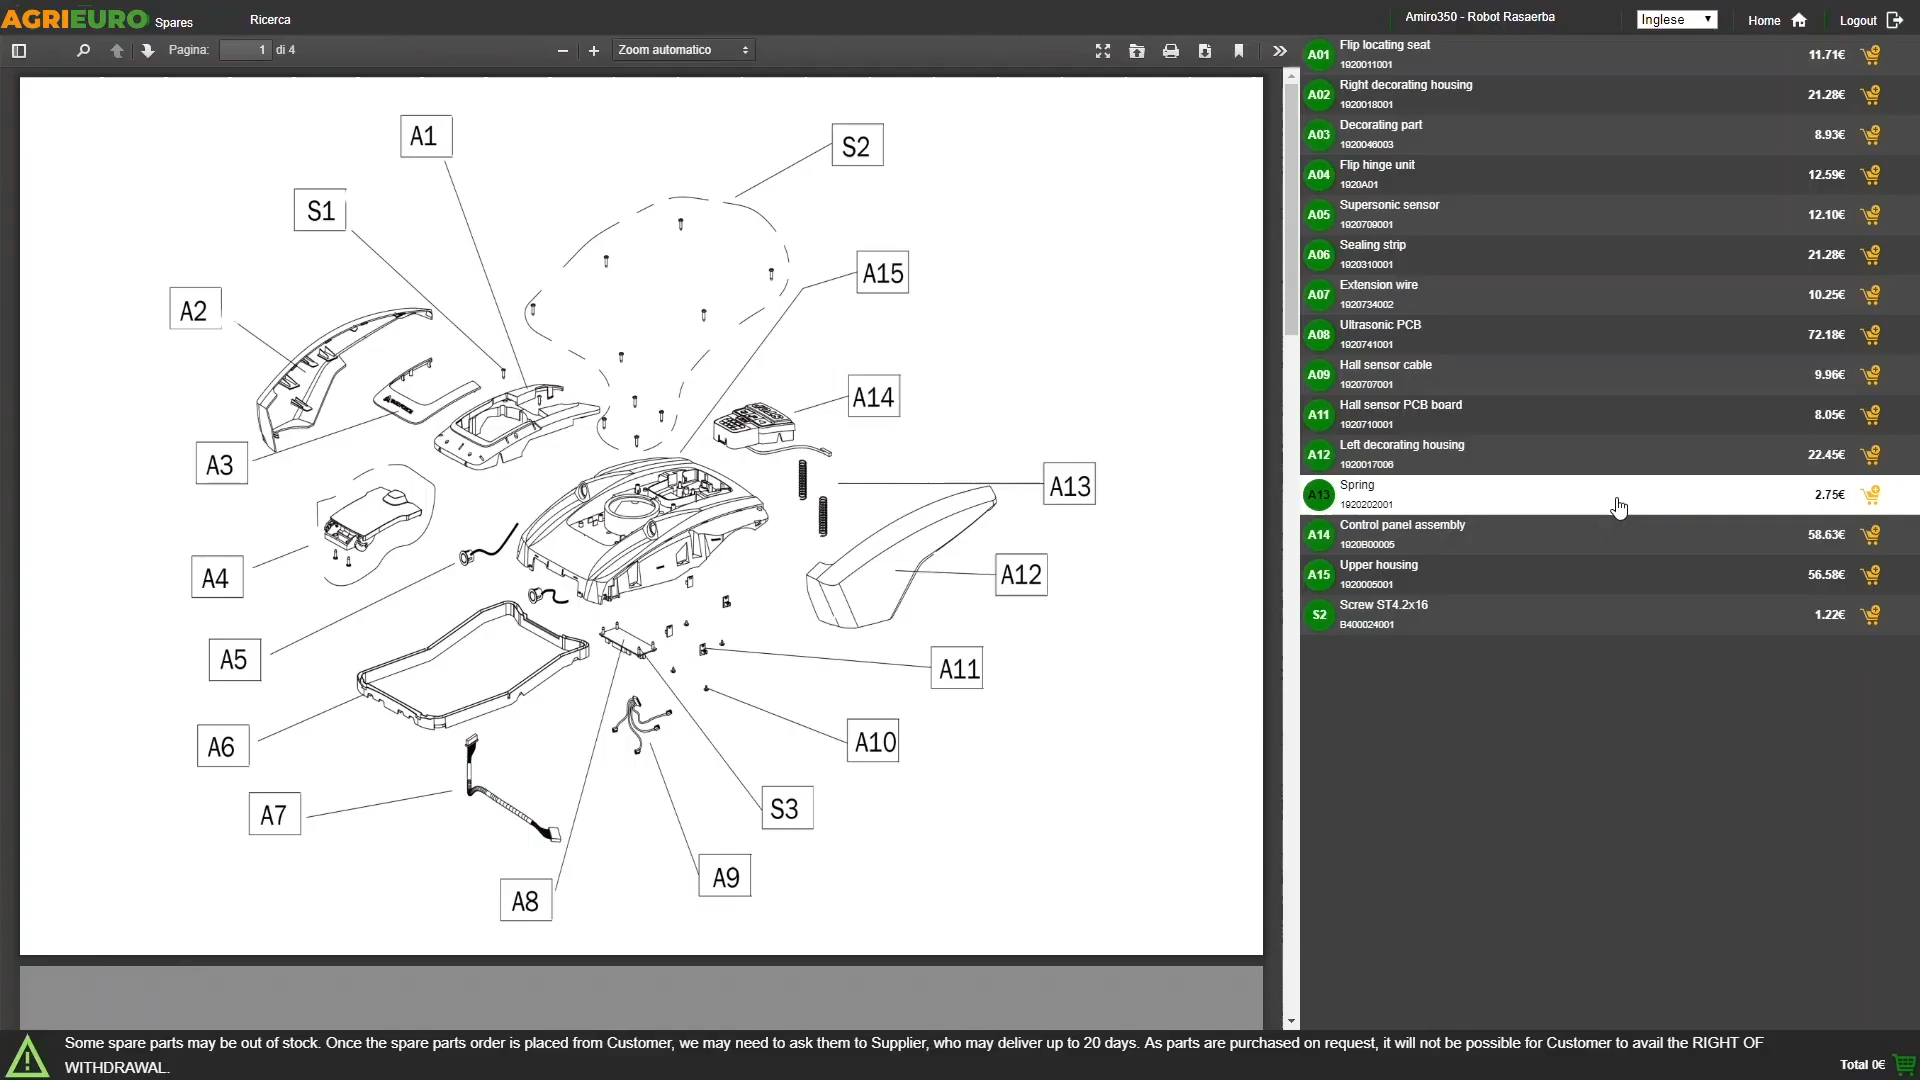 AGRIEURO Spares
Ricerca
Amiro350 - Robot Rasaerba
Inglese
Home
Logout
Pagina: 1 di 4
Zoom automatico
A1
S2
S1
A15
A2
A14
A3
A13
A4
A12
A5
A11
A6
A10
A7
S3
A9
A8
A01 Flip locating seat 11.71€
1920011001
A02 Right decorating housing 21.28€
1920018001
A03 Decorating part 8.93€
1920046003
A04 Flip hinge unit 12.59€
1920A01
A05 Supersonic sensor 12.10€
1920709001
A06 Sealing strip 21.28€
1920310001
A07 Extension wire 10.25€
1920734002
A08 Ultrasonic PCB 72.18€
1920741001
A09 Hall sensor cable 9.96€
1920707001
A11 Hall sensor PCB board 8.05€
1920710001
A12 Left decorating housing 22.45€
1920017006
A13 Spring 2.75€
1920202001
A14 Control panel assembly 58.63€
1920B00005
A15 Upper housing 56.58€
1920005001
S2 Screw ST4.2x16 1.22€
B400024001
Some spare parts may be out of stock. Once the spare parts order is placed from Customer, we may need to ask them to Supplier, who may deliver up to 20 days. As parts are purchased on request, it will not be possible for Customer to avail the RIGHT OF
WITHDRAWAL.
Total 0€